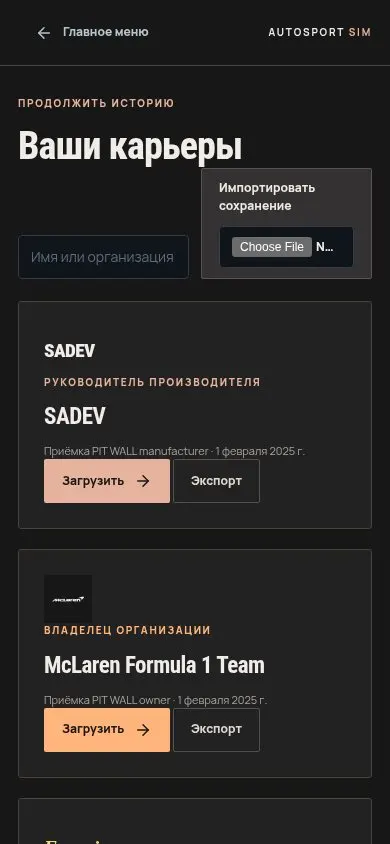 Главное меню
AUTOSPORT SIM
ПРОДОЛЖИТЬ ИСТОРИЮ
Ваши карьеры
Импортировать
сохранение
Имя или организация
Choose File N...
SADEV
РУКОВОДИТЕЛЬ ПРОИЗВОДИТЕЛЯ
SADEV
Приёмка PIT WALL manufacturer · 1 февраля 2025 г.
Загрузить
Экспорт
McLaren
ВЛАДЕЛЕЦ ОРГАНИЗАЦИИ
McLaren Formula 1 Team
Приёмка PIT WALL owner · 1 февраля 2025 г.
Загрузить
Экспорт